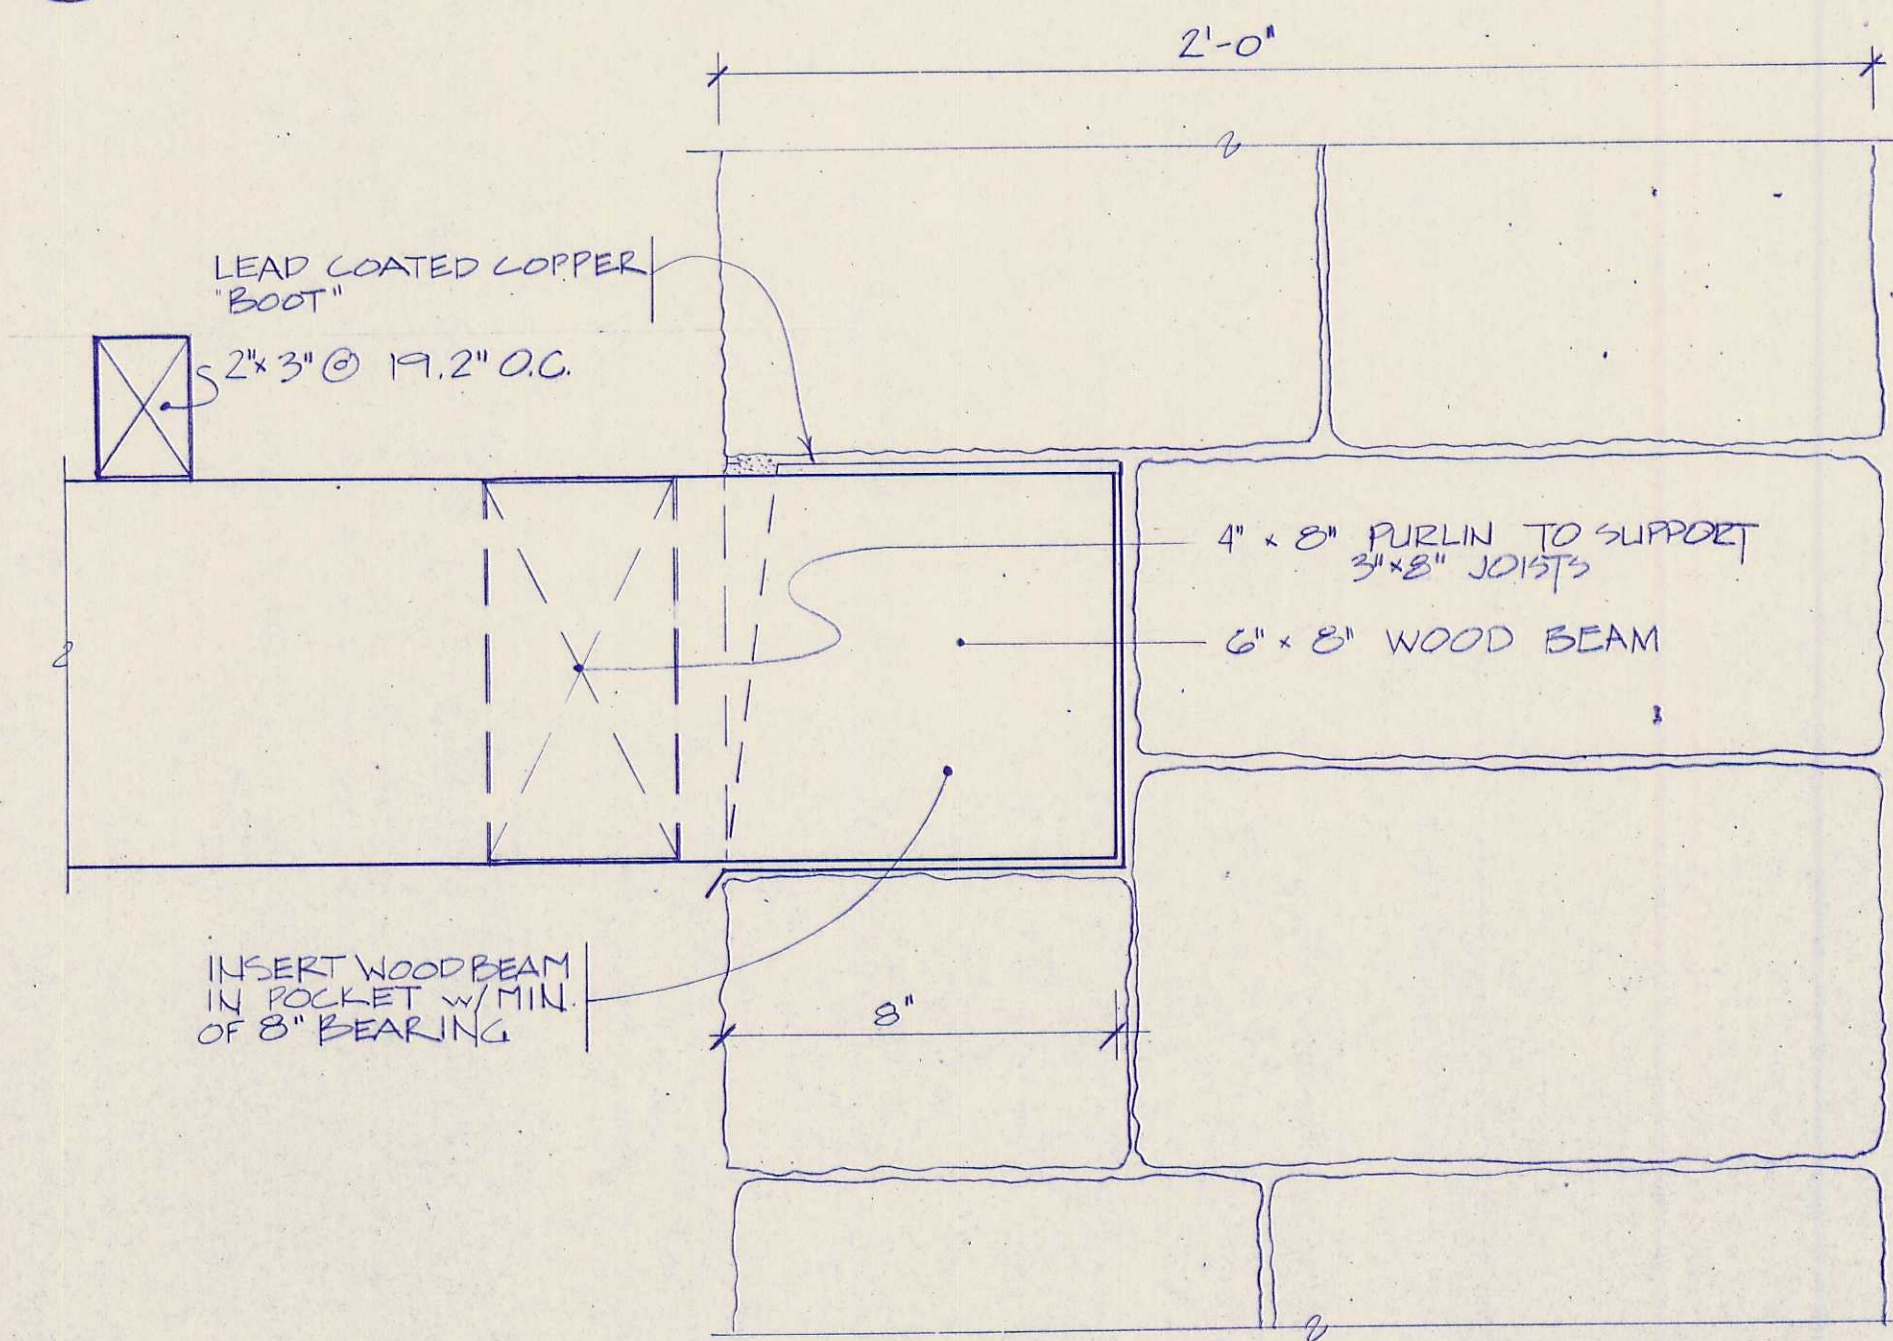 2'-0"
LEAD COATED COPPER
"BOOT"
2"x 3" @ 19.2" O.C.
4" x 8" PURLIN TO SUPPORT
3"x8" JOISTS
6" x 8" WOOD BEAM
INSERT WOOD BEAM
IN POCKET w/ MIN.
OF 8" BEARING
8"